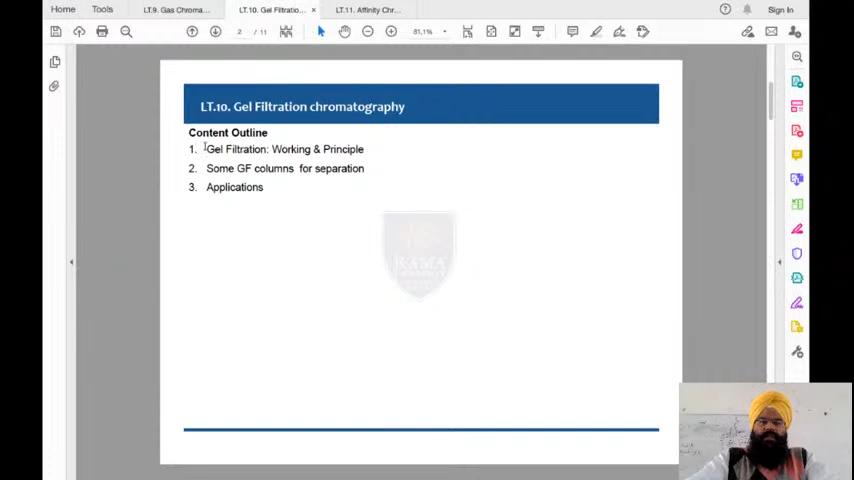 Home Tools LT.9. Gas Chroma... LT.10. Gel Filtratio... × LT.11. Affinity Chr... Sign In
2 / 11 81,1%
LT.10. Gel Filtration chromatography
Content Outline
1. Gel Filtration: Working & Principle
2. Some GF columns for separation
3. Applications
RAMA